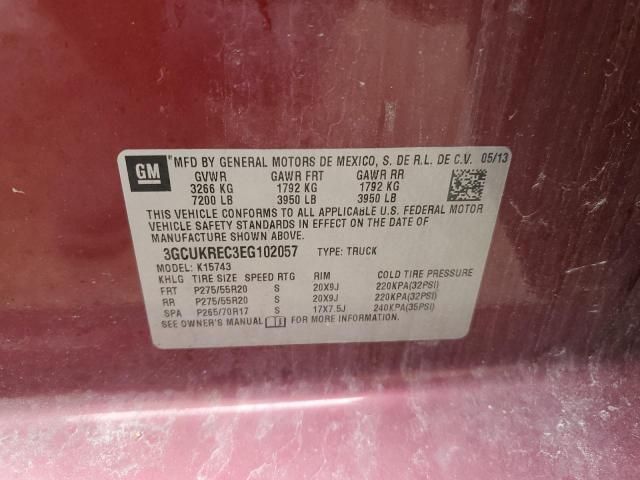 GM
MFD BY GENERAL MOTORS DE MEXICO, S. DE R.L. DE C.V. 05/13
GVWR GAWR FRT GAWR RR
3266 KG 1792 KG 1792 KG
7200 LB 3950 LB 3950 LB
THIS VEHICLE CONFORMS TO ALL APPLICABLE U.S. FEDERAL MOTOR
VEHICLE SAFETY STANDARDS IN EFFECT ON THE DATE OF
MANUFACTURE SHOWN ABOVE.
3GCUKREC3EG102057 TYPE: TRUCK
MODEL: K15743
KHLG TIRE SIZE SPEED RTG RIM COLD TIRE PRESSURE
FRT P275/55R20 S 20X9J 220KPA(32PSI)
RR P275/55R20 S 20X9J 220KPA(32PSI)
SPA P265/70R17 S 17X7.5J 240KPA(35PSI)
SEE OWNER'S MANUAL FOR MORE INFORMATION.